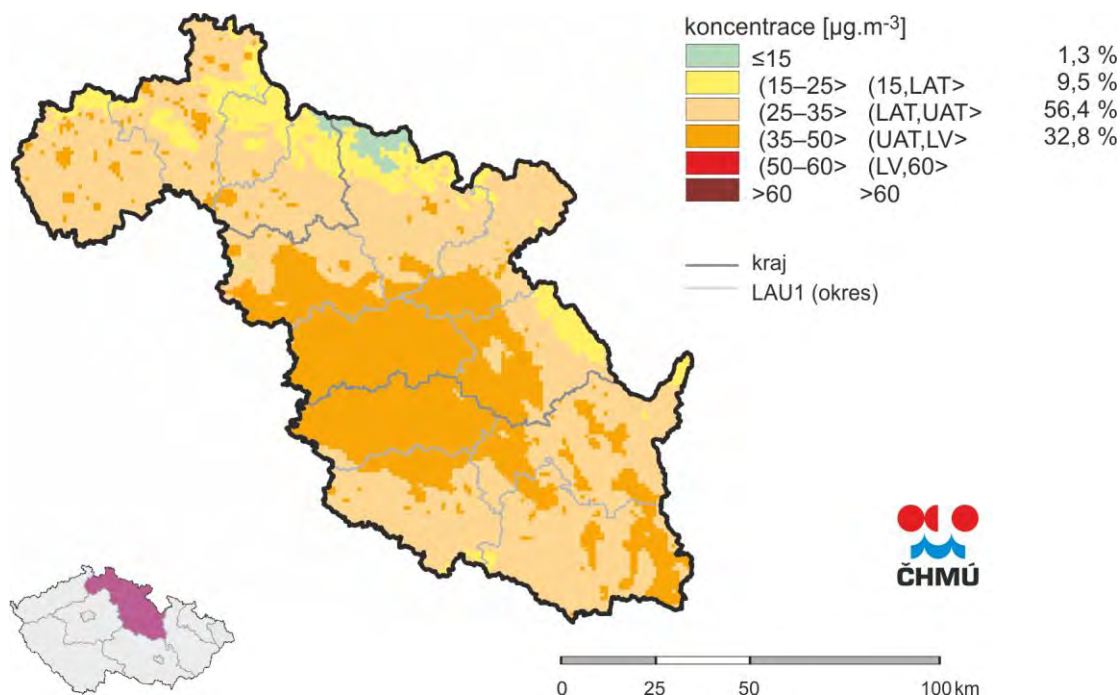 koncentrace [µg.m⁻³]
≤15 1,3 %
(15–25> (15,LAT> 9,5 %
(25–35> (LAT,UAT> 56,4 %
(35–50> (UAT,LV> 32,8 %
(50–60> (LV,60>
>60 >60
kraj
LAU1 (okres)
ČHMÚ
0 25 50 100 km